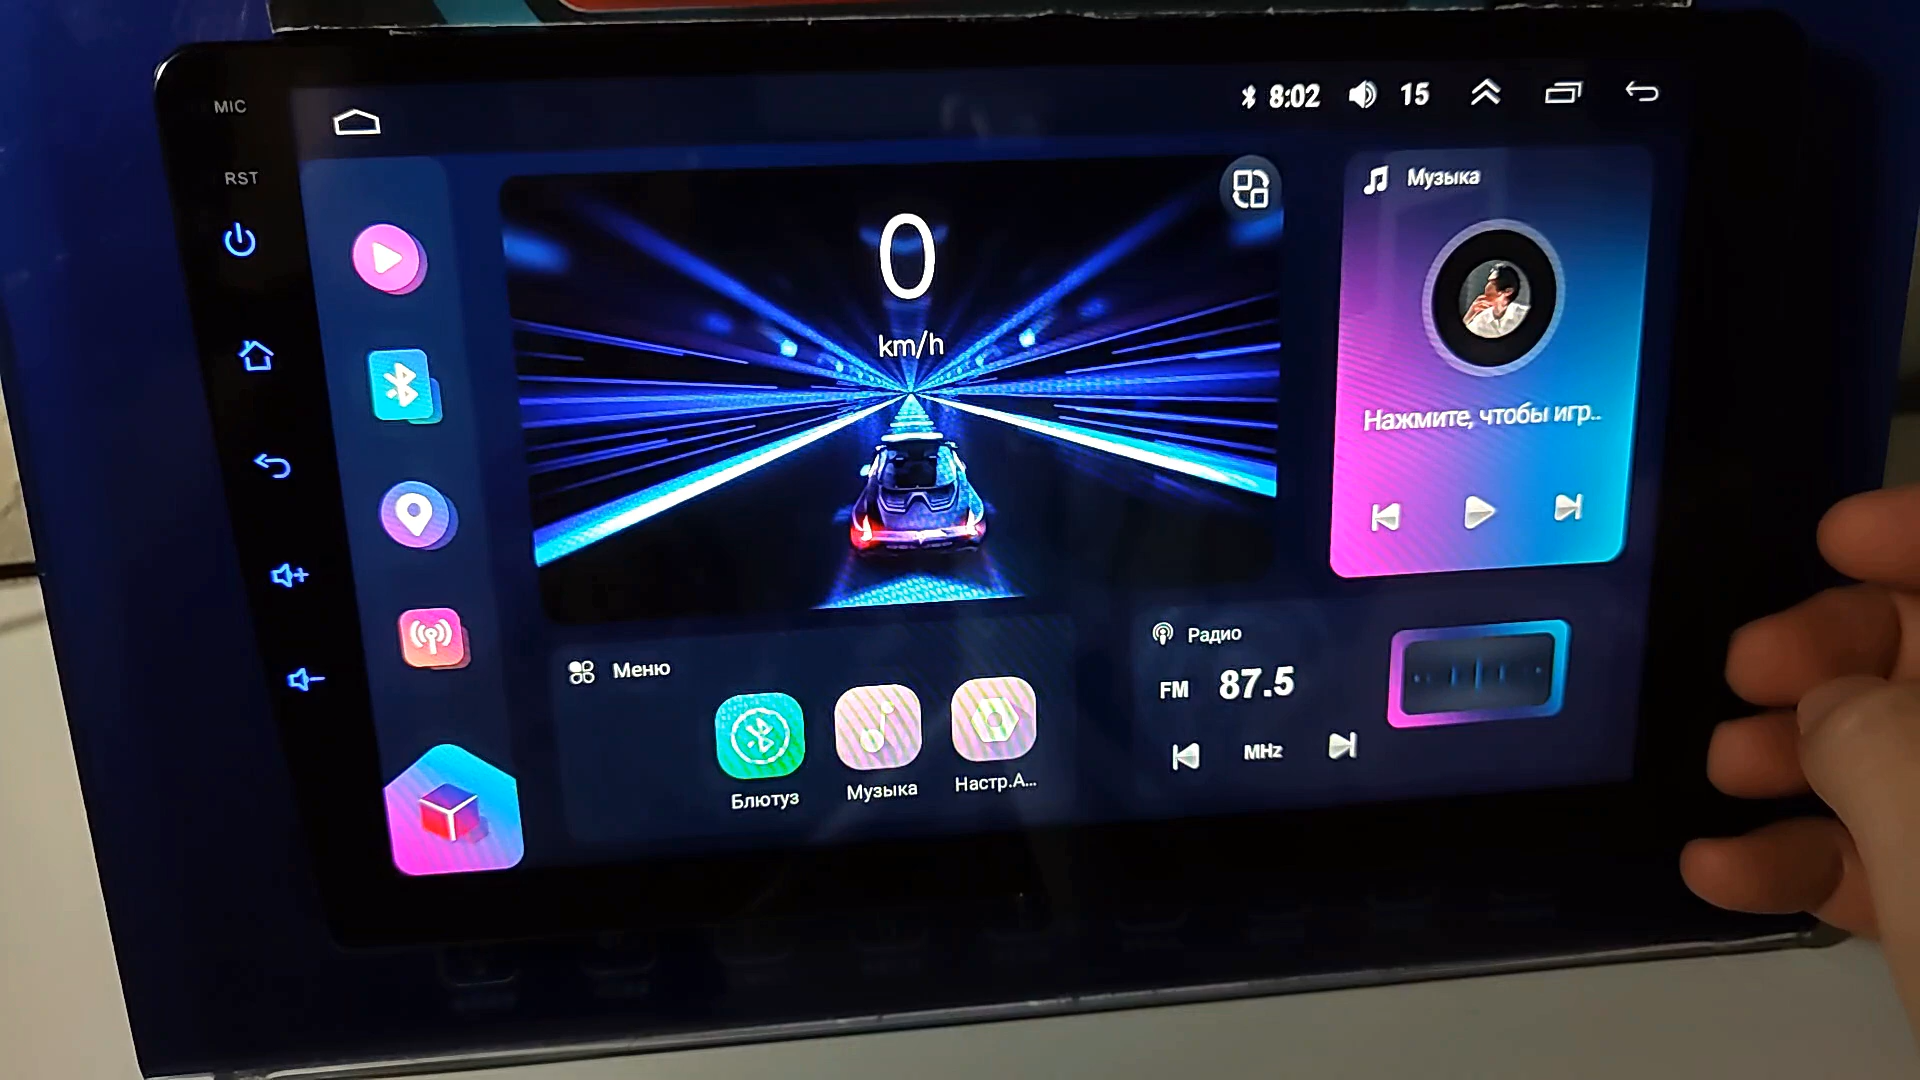 MIC
RST
8:02
15
0
km/h
Музыка
Нажмите, чтобы игр..
Меню
Блютуз
Музыка
Настр.А...
Радио
FM 87.5
MHz